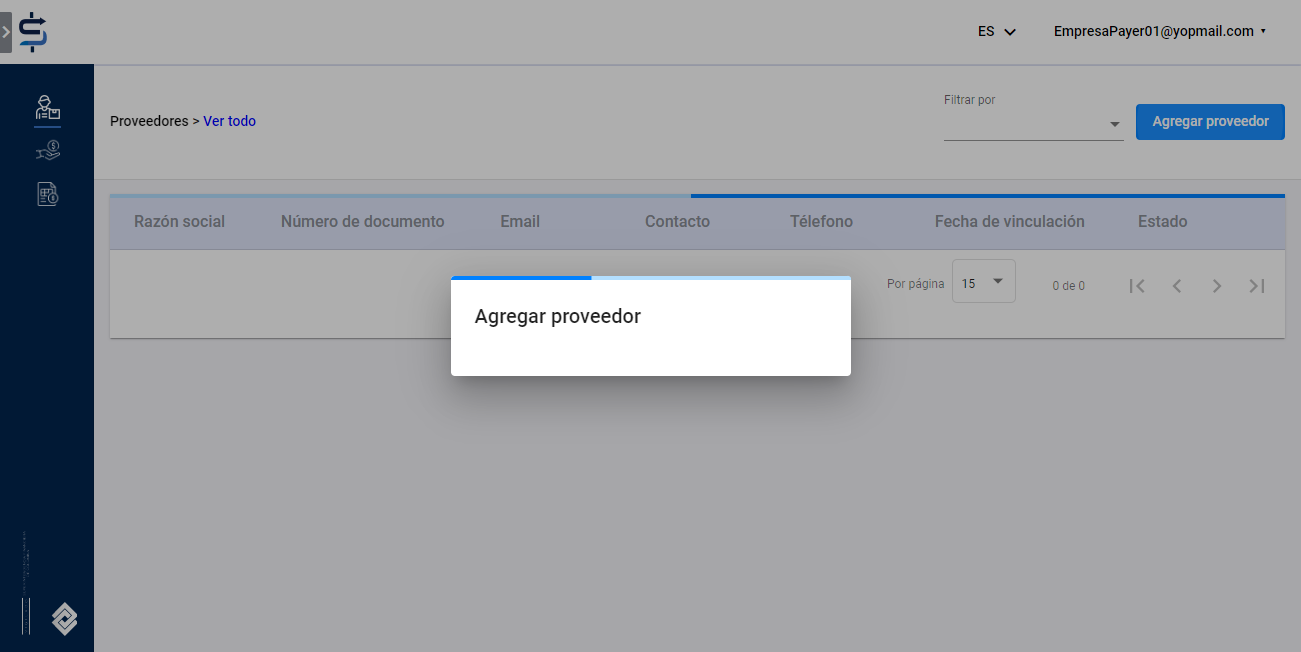 ES
EmpresaPayer01@yopmail.com
Proveedores > Ver todo
Filtrar por
Agregar proveedor
Razón social Número de documento Email Contacto Télefono Fecha de vinculación Estado
Por página 15 0 de 0
Agregar proveedor